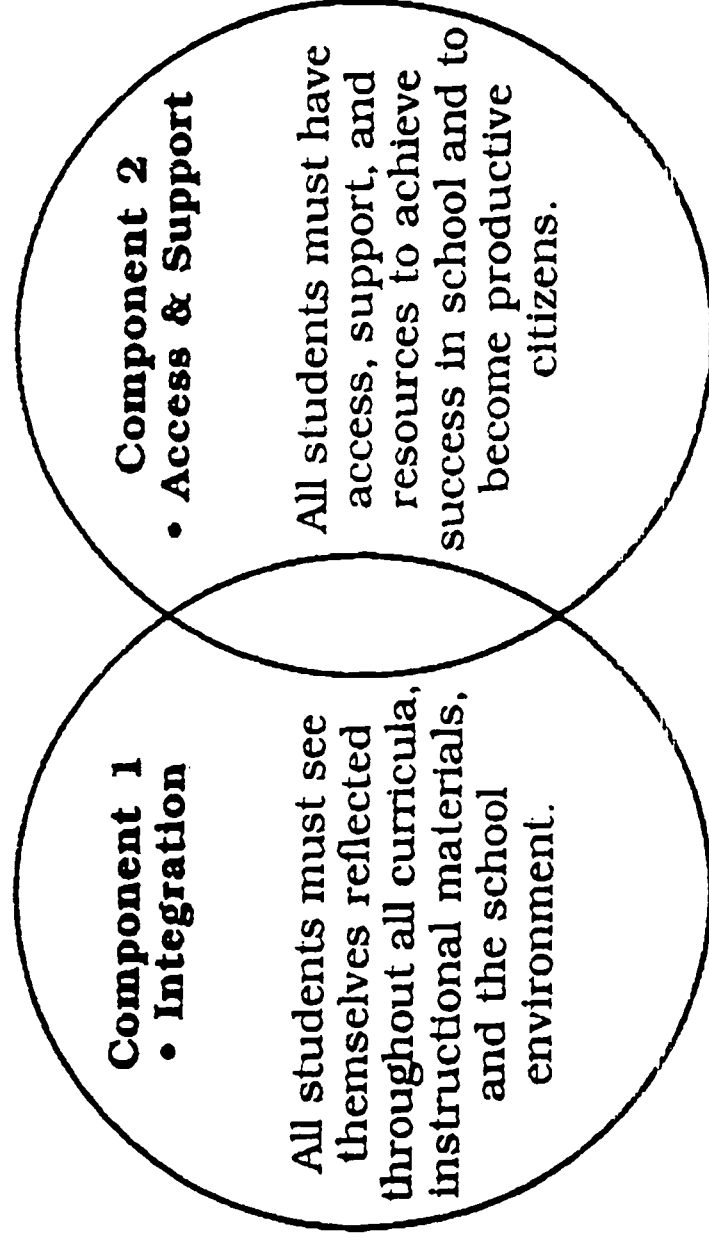 Component 1
• Integration
All students must see
themselves reflected
throughout all curricula,
instructional materials,
and the school
environment.
Component 2
• Access & Support
All students must have
access, support, and
resources to achieve
success in school and to
become productive
citizens.